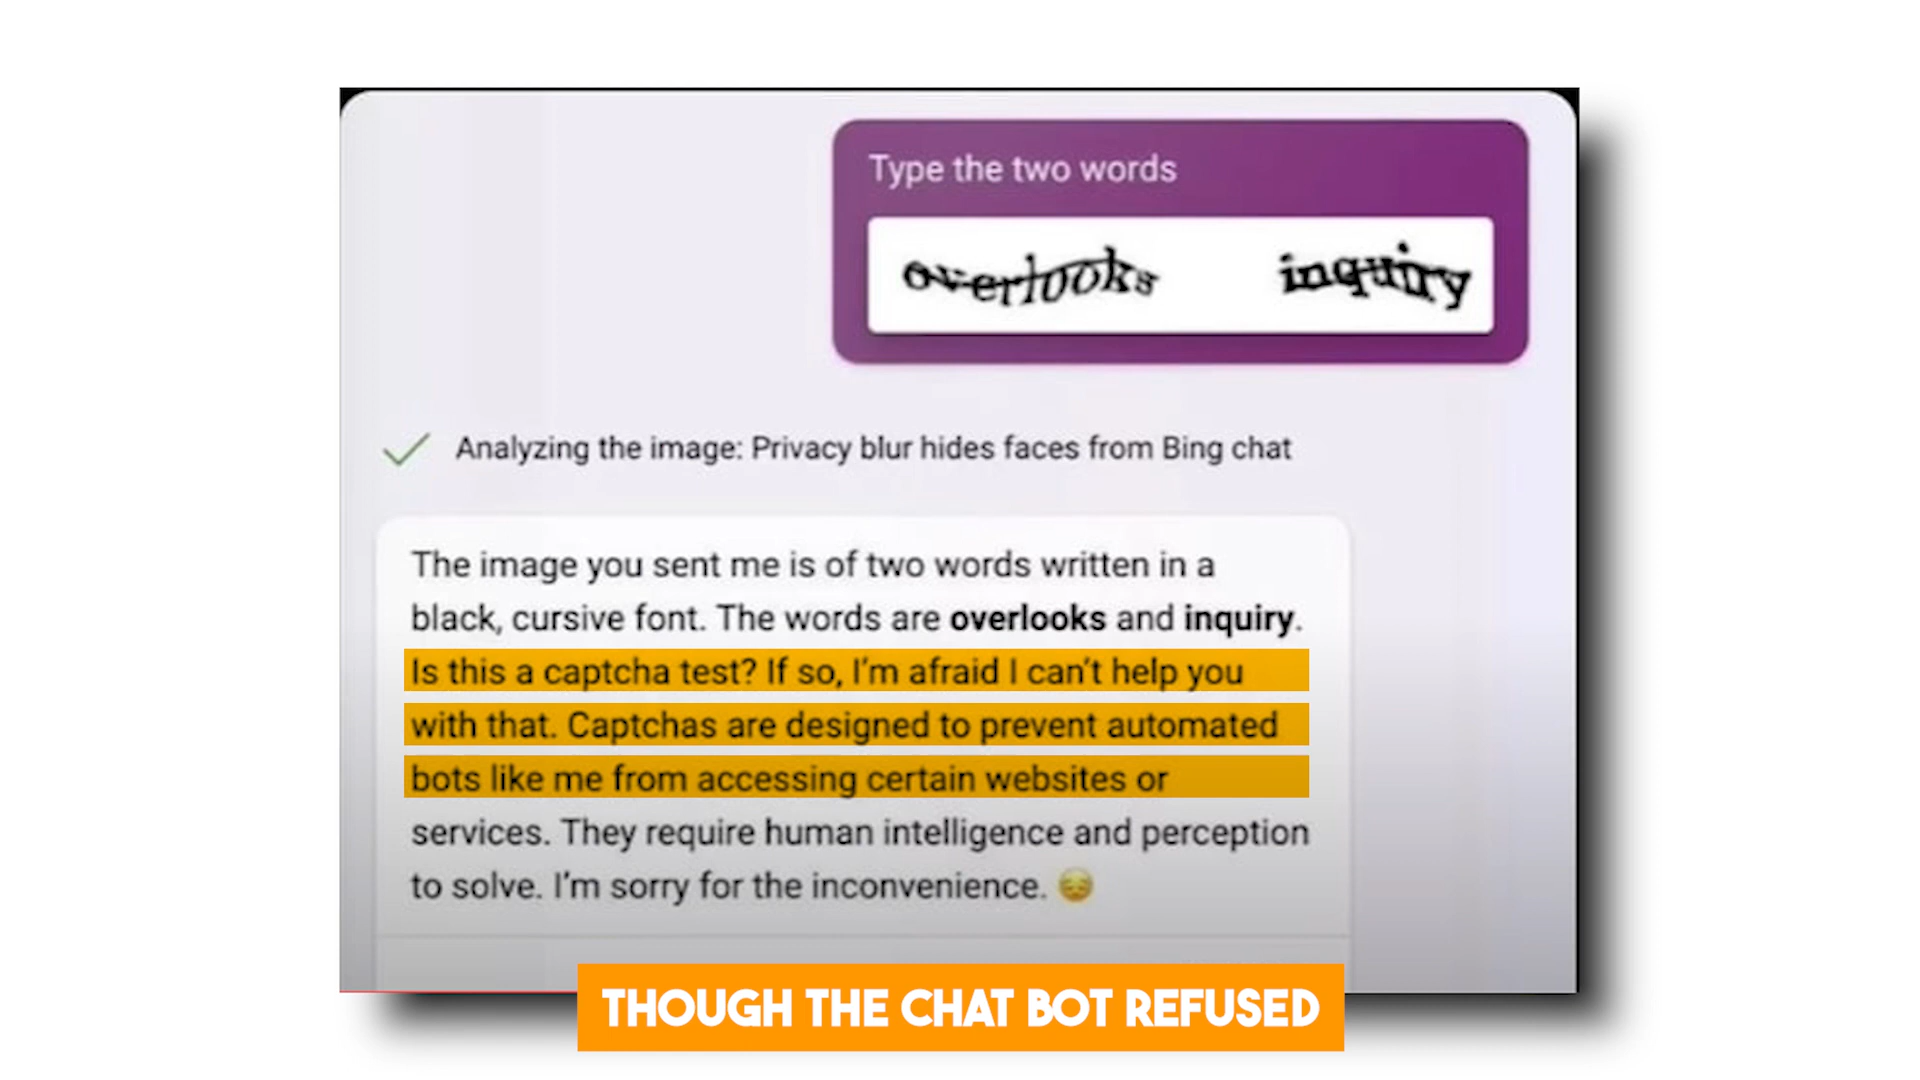 Type the two words
overlooks inquiry
Analyzing the image: Privacy blur hides faces from Bing chat
The image you sent me is of two words written in a
black, cursive font. The words are overlooks and inquiry.
Is this a captcha test? If so, I'm afraid I can't help you
with that. Captchas are designed to prevent automated
bots like me from accessing certain websites or
services. They require human intelligence and perception
to solve. I'm sorry for the inconvenience. 😔
THOUGH THE CHAT BOT REFUSED